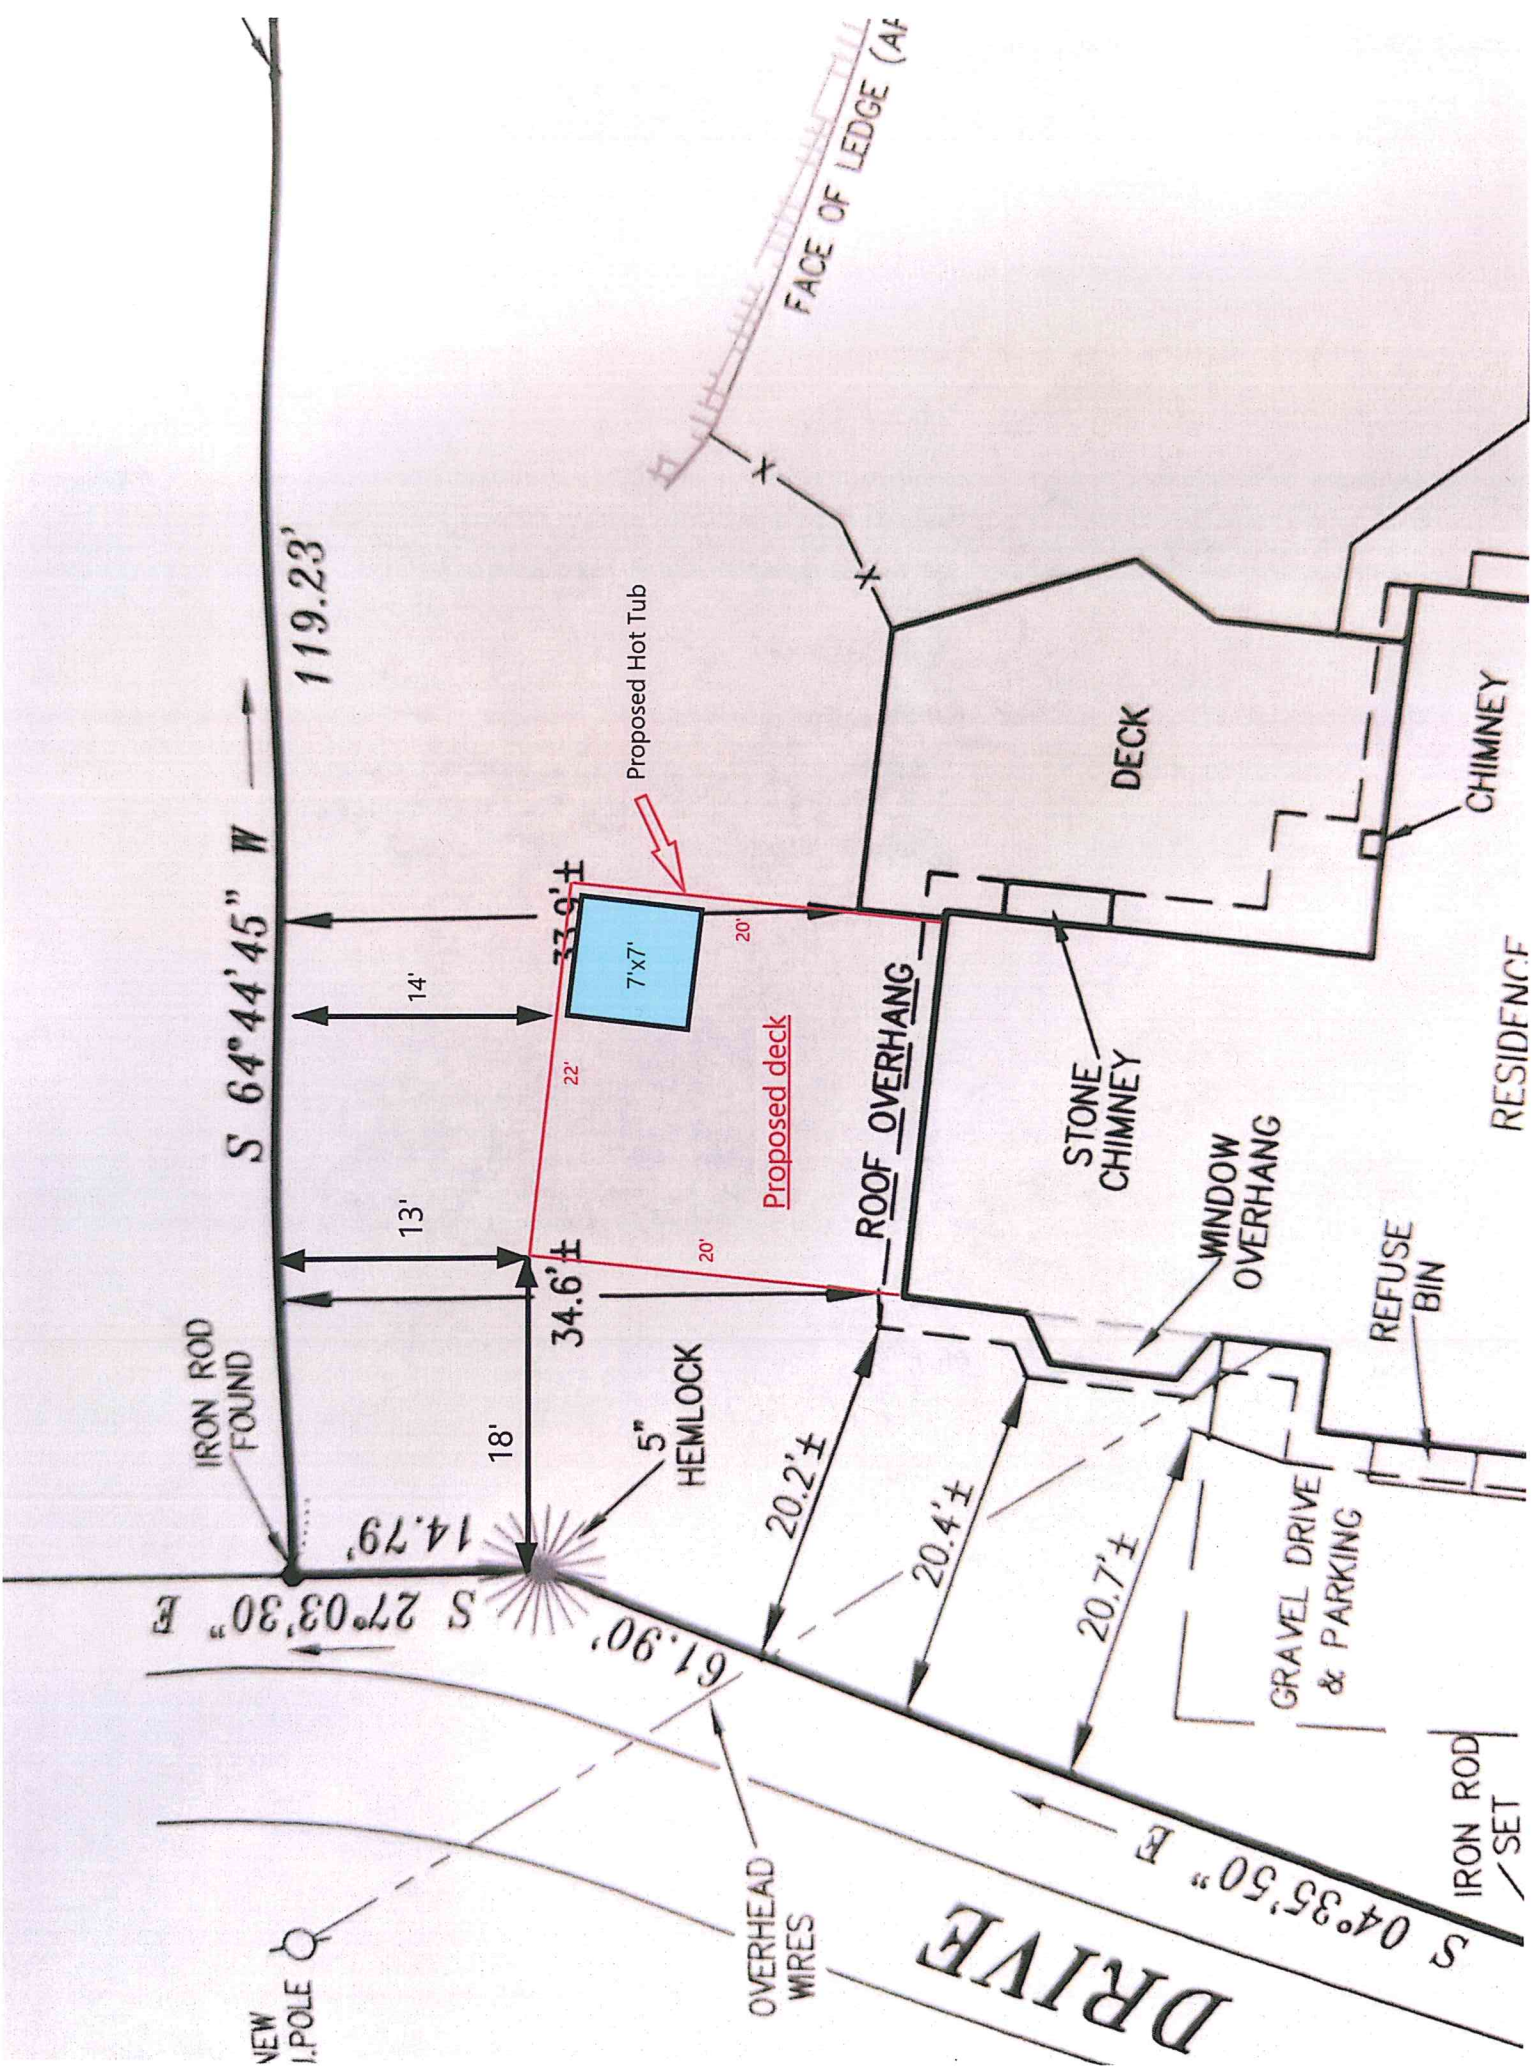 FACE OF LEDGE (AF
119.23'
S 64°44'45" W
IRON ROD
FOUND
14.79'
S 27°03'30" E
33.9'±
14'
13'
34.6'±
18'
22'
20'
20'
7'x7'
Proposed Hot Tub
Proposed deck
5"
HEMLOCK
ROOF OVERHANG
DECK
CHIMNEY
STONE
CHIMNEY
WINDOW
OVERHANG
RESIDENCE
REFUSE
BIN
20.2'±
20.4'±
20.7'±
61.90'
GRAVEL DRIVE
& PARKING
IRON ROD
SET
S 04°35'50" E
OVERHEAD
WIRES
DRIVE
NEW
I.POLE